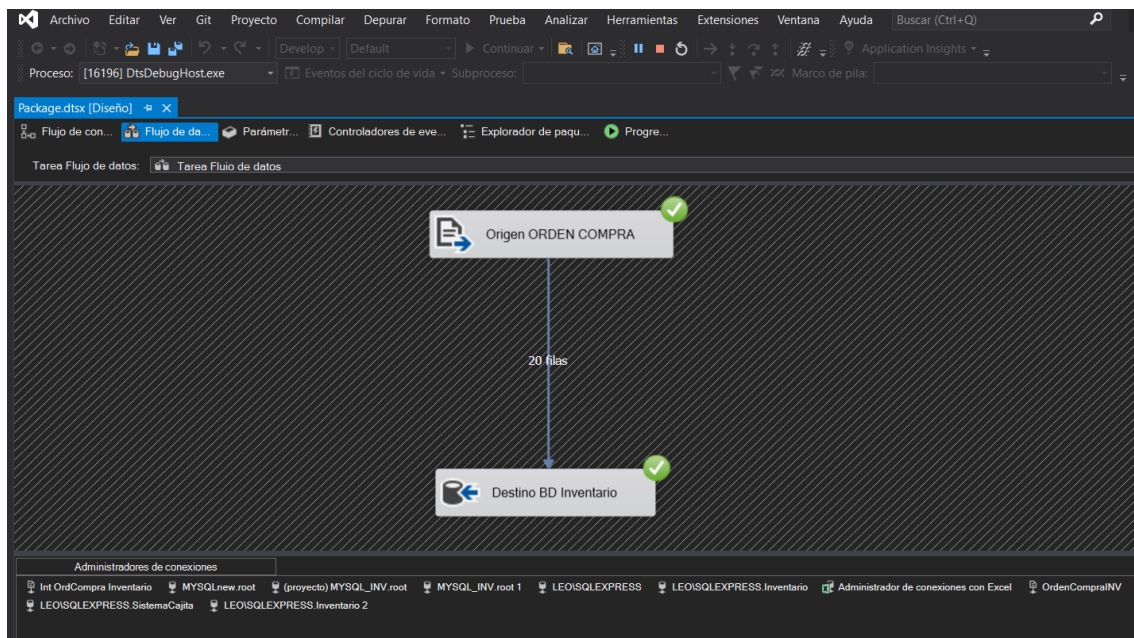 Archivo Editar Ver Git Proyecto Compilar Depurar Formato Prueba Analizar Herramientas Extensiones Ventana Ayuda Buscar (Ctrl+Q)
Develop Default Continuar Application Insights
Proceso: [16196] DtsDebugHost.exe Eventos del ciclo de vida Subproceso: Marco de pila:
Package.dtsx [Diseño]
Flujo de con... Flujo de da... Parámetr... Controladores de eve... Explorador de paqu... Progre...
Tarea Flujo de datos: Tarea Flujo de datos
Origen ORDEN COMPRA
20 filas
Destino BD Inventario
Administradores de conexiones
Int OrdCompra Inventario MYSQLnew.root (proyecto) MYSQL_INV.root MYSQL_INV.root 1 LEO\SQLEXPRESS LEO\SQLEXPRESS.Inventario Administrador de conexiones con Excel OrdenCompraINV
LEO\SQLEXPRESS.SistemaCajita LEO\SQLEXPRESS.Inventario 2